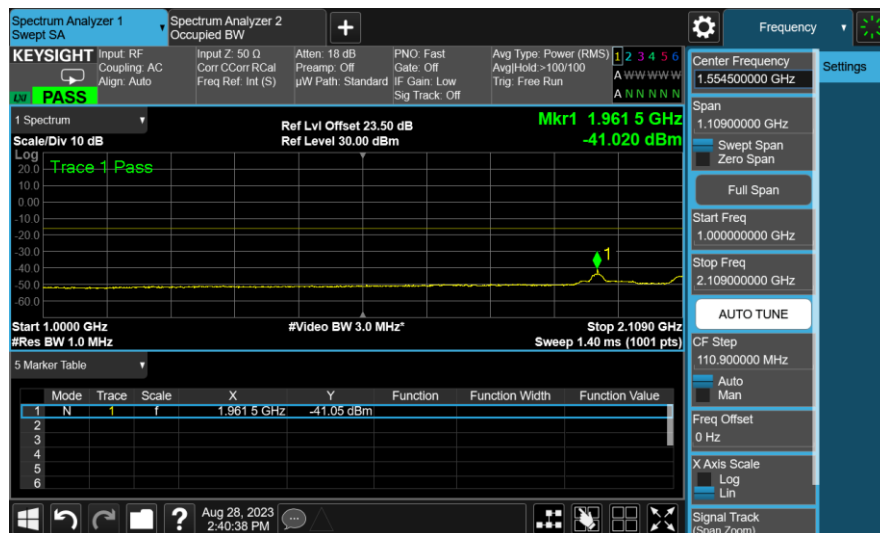 Spectrum Analyzer 1
Swept SA
Spectrum Analyzer 2
Occupied BW
Frequency
KEYSIGHT
Input: RF
Coupling: AC
Align: Auto
Input Z: 50 Ω
Corr CCorr RCal
Freq Ref: Int (S)
Atten: 18 dB
Preamp: Off
µW Path: Standard
PNO: Fast
Gate: Off
IF Gain: Low
Sig Track: Off
Avg Type: Power (RMS)
Avg|Hold:>100/100
Trig: Free Run
1 2 3 4 5 6
A W W W W W
A N N N N N
LXI
PASS
1 Spectrum
Scale/Div 10 dB
Ref Lvl Offset 23.50 dB
Ref Level 30.00 dBm
Mkr1 1.961 5 GHz
-41.020 dBm
Log
Trace 1 Pass
20.0
10.0
0.00
-10.0
-20.0
-30.0
-40.0
-50.0
-60.0
1
Start 1.0000 GHz
#Res BW 1.0 MHz
#Video BW 3.0 MHz*
Stop 2.1090 GHz
Sweep 1.40 ms (1001 pts)
5 Marker Table
Mode Trace Scale X Y Function Function Width Function Value
1 N 1 f 1.961 5 GHz -41.05 dBm
2
3
4
5
6
Aug 28, 2023
2:40:38 PM
Center Frequency
1.554500000 GHz
Settings
Span
1.10900000 GHz
Swept Span
Zero Span
Full Span
Start Freq
1.000000000 GHz
Stop Freq
2.109000000 GHz
AUTO TUNE
CF Step
110.900000 MHz
Auto
Man
Freq Offset
0 Hz
X Axis Scale
Log
Lin
Signal Track
(Span Zoom)